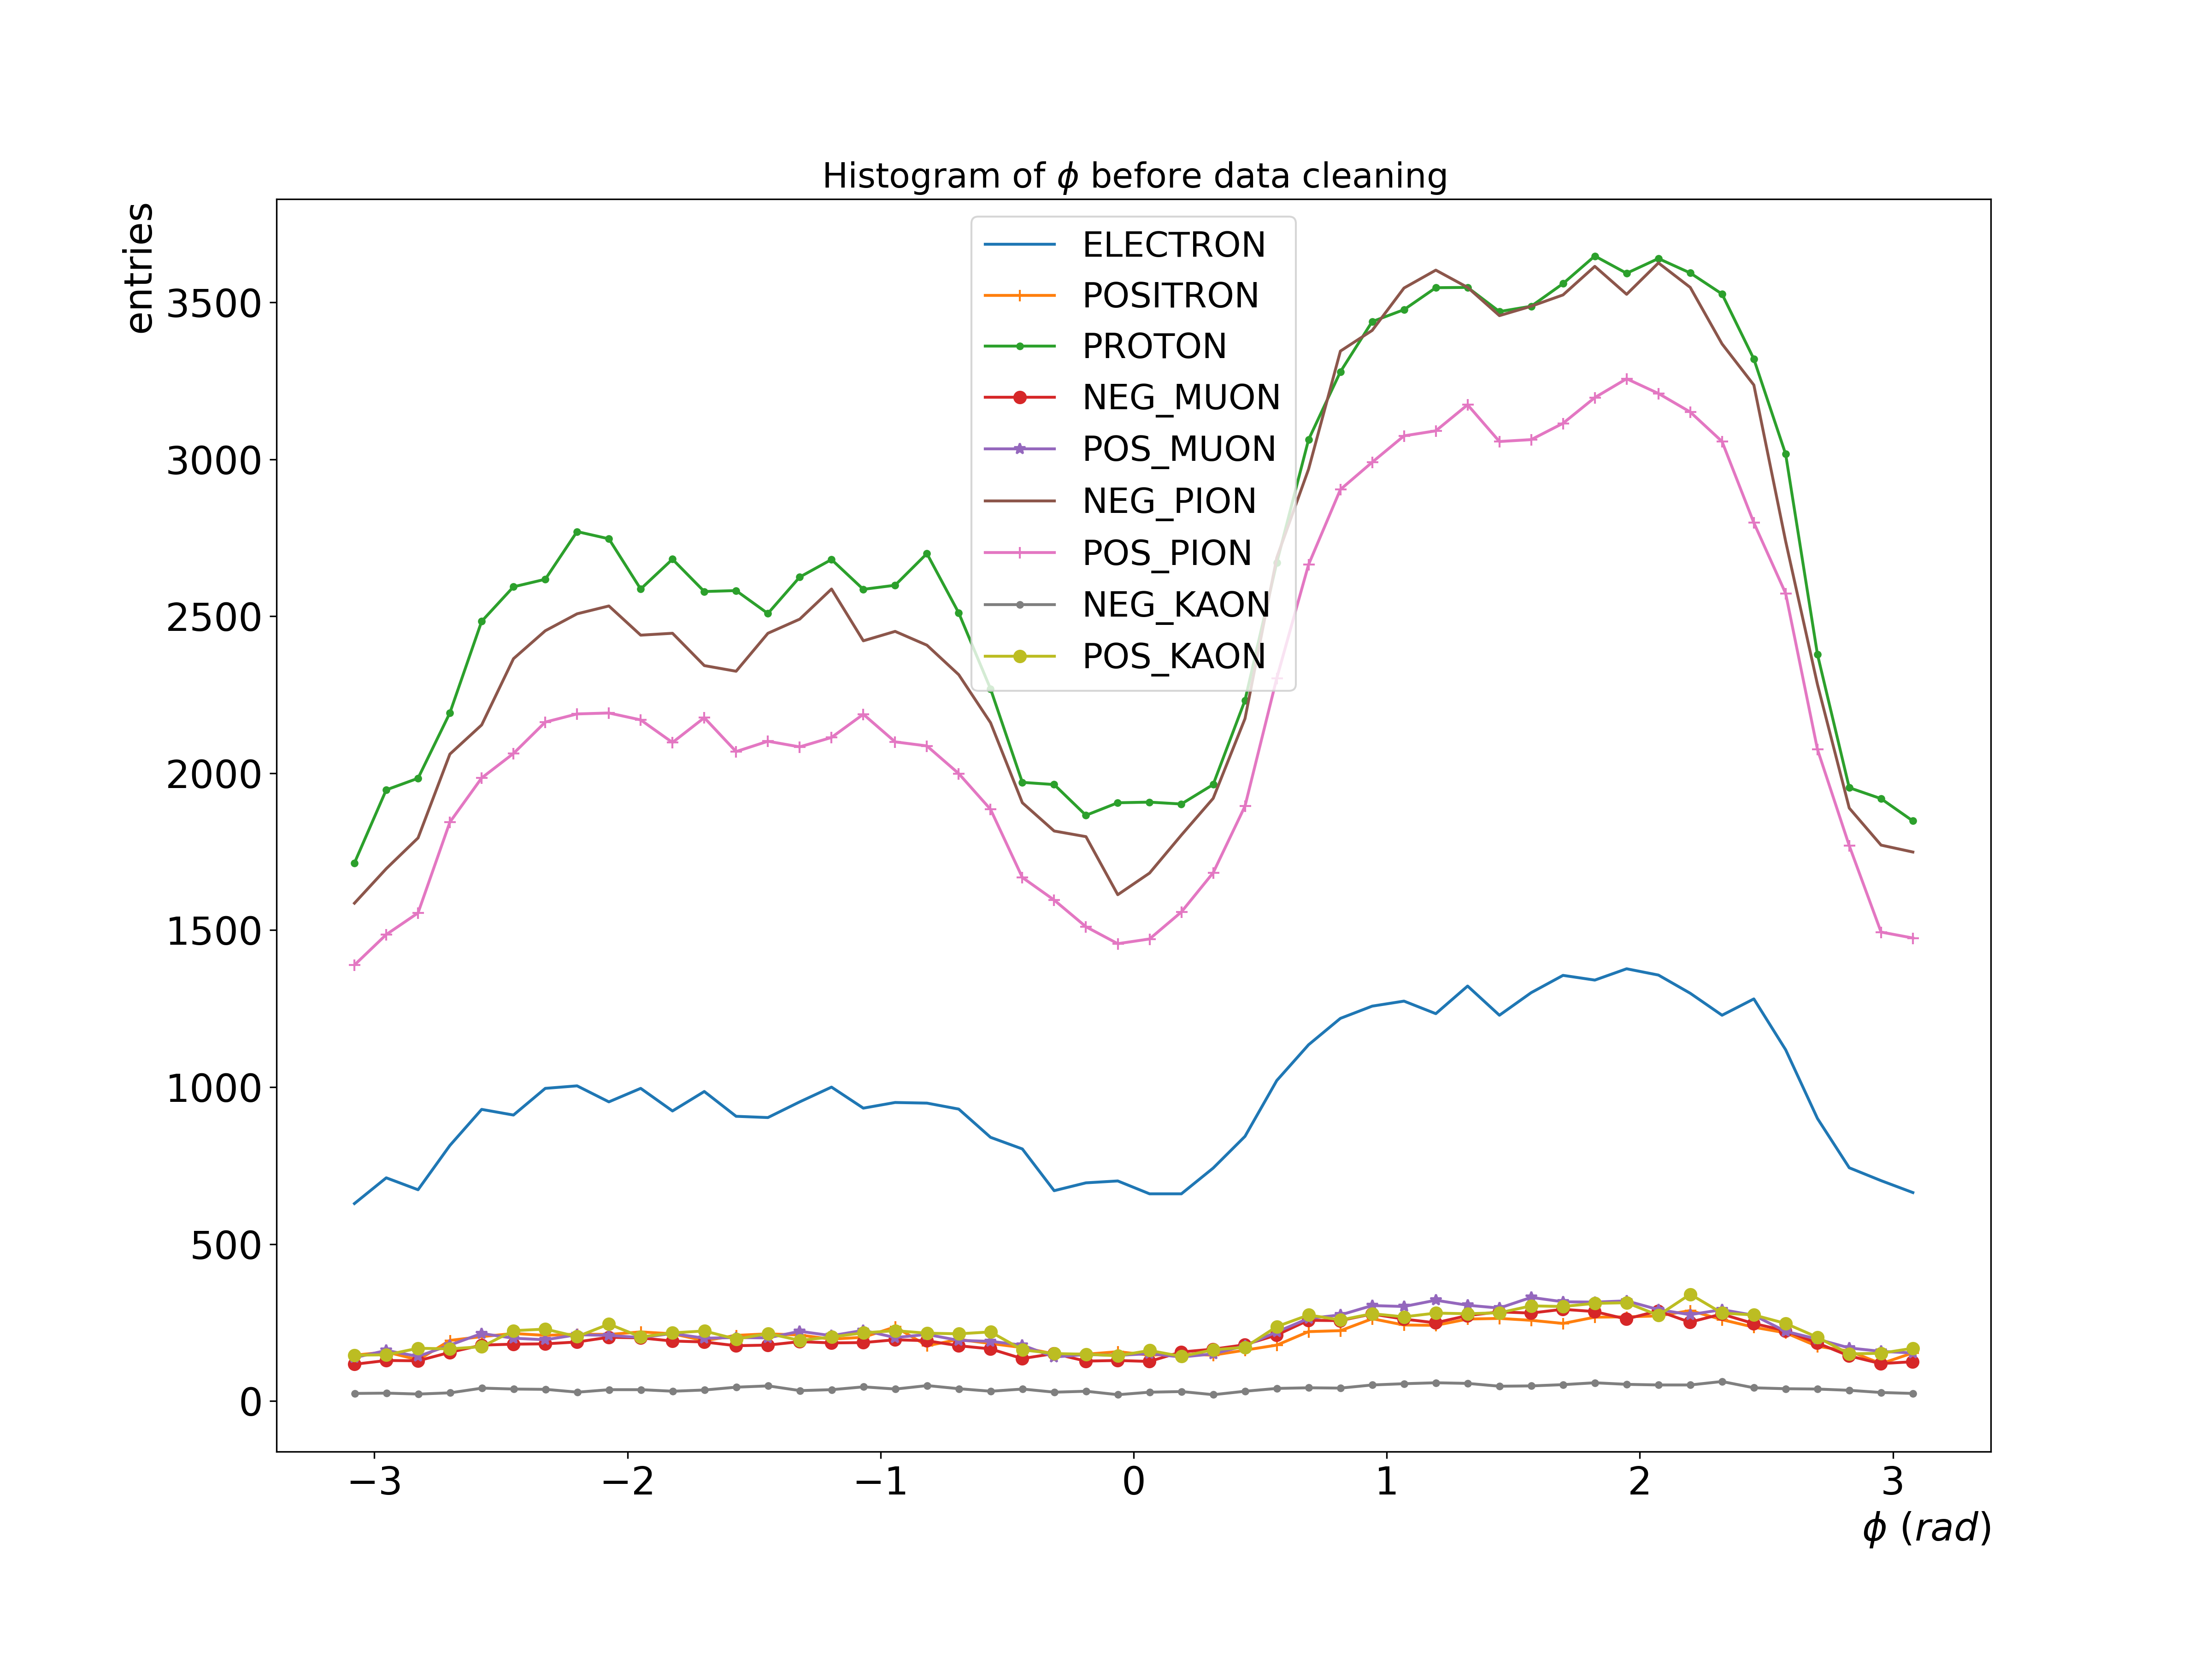 Histogram of ϕ before data cleaning
entries
3500
3000
2500
2000
1500
1000
500
0
ELECTRON
POSITRON
PROTON
NEG_MUON
POS_MUON
NEG_PION
POS_PION
NEG_KAON
POS_KAON
−3 −2 −1 0 1 2 3
ϕ (rad)